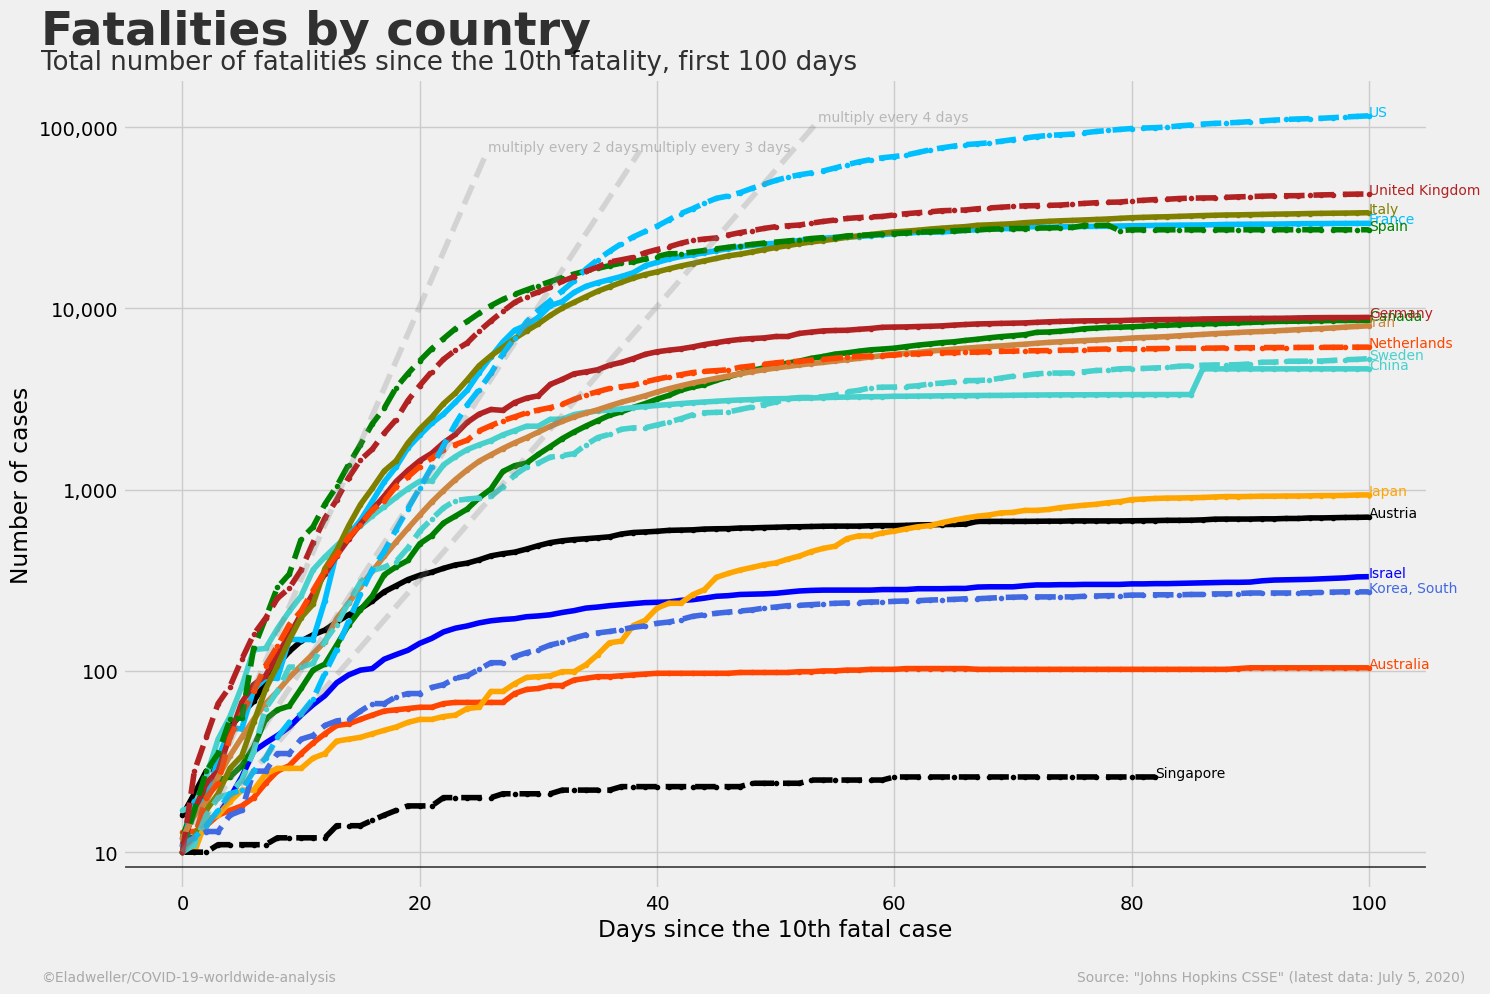 Fatalities by country
Total number of fatalities since the 10th fatality, first 100 days
100,000
10,000
1,000
100
10
Number of cases
multiply every 2 days
multiply every 3 days
multiply every 4 days
US
United Kingdom
Italy
France
Spain
Germany
Canada
Iran
Netherlands
Sweden
China
Japan
Austria
Israel
Korea, South
Australia
Singapore
0 20 40 60 80 100
Days since the 10th fatal case
©Eladweller/COVID-19-worldwide-analysis
Source: "Johns Hopkins CSSE" (latest data: July 5, 2020)